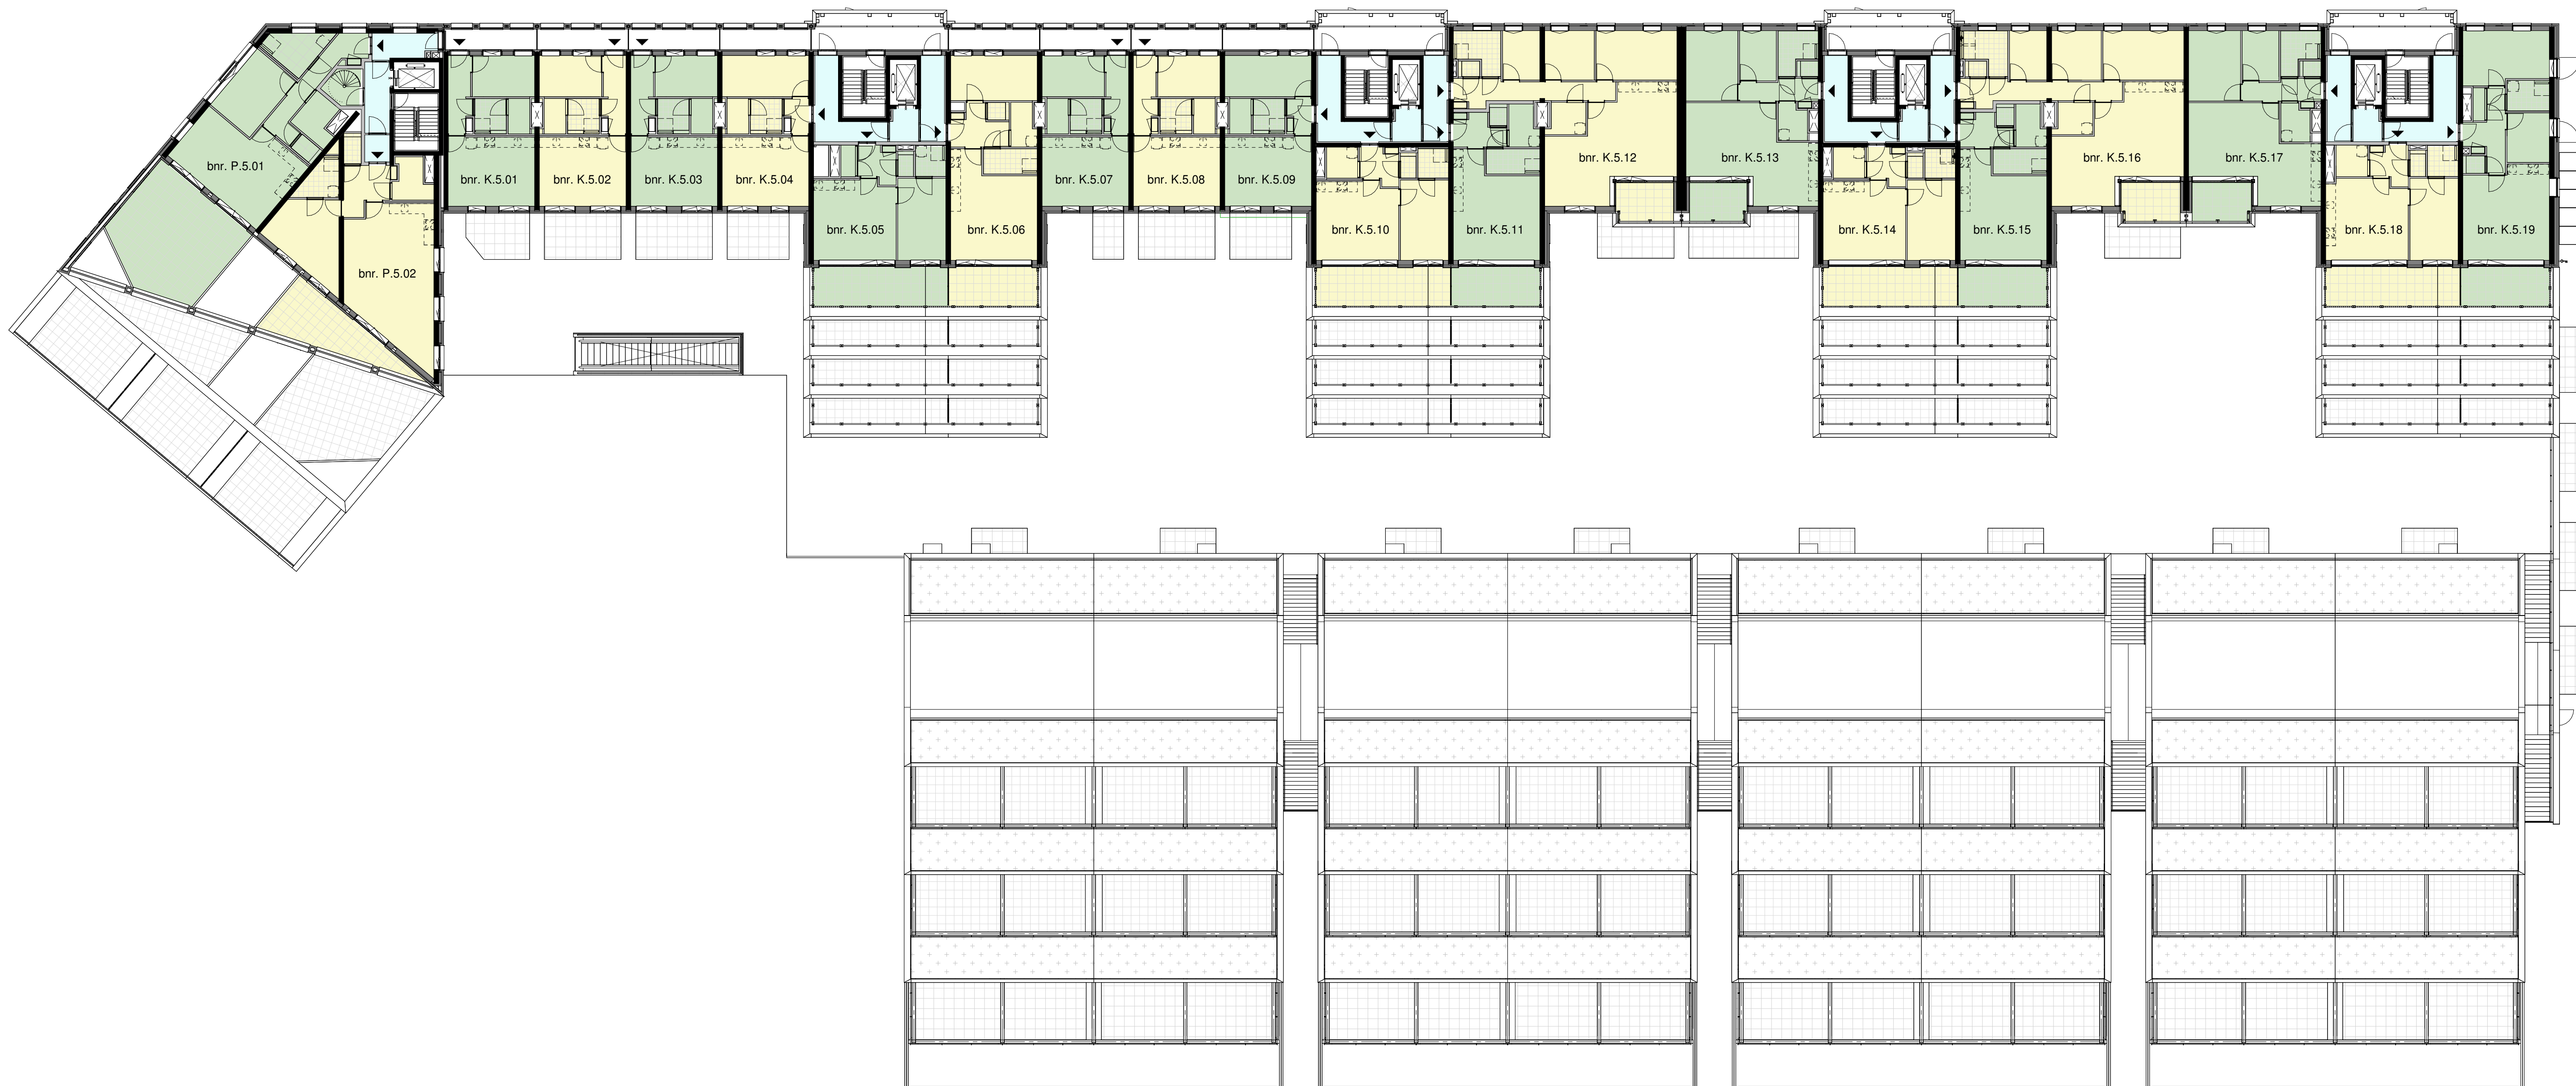 bnr. P.5.01
bnr. P.5.02
bnr. K.5.01
bnr. K.5.02
bnr. K.5.03
bnr. K.5.04
bnr. K.5.05
bnr. K.5.06
bnr. K.5.07
bnr. K.5.08
bnr. K.5.09
bnr. K.5.10
bnr. K.5.11
bnr. K.5.12
bnr. K.5.13
bnr. K.5.14
bnr. K.5.15
bnr. K.5.16
bnr. K.5.17
bnr. K.5.18
bnr. K.5.19